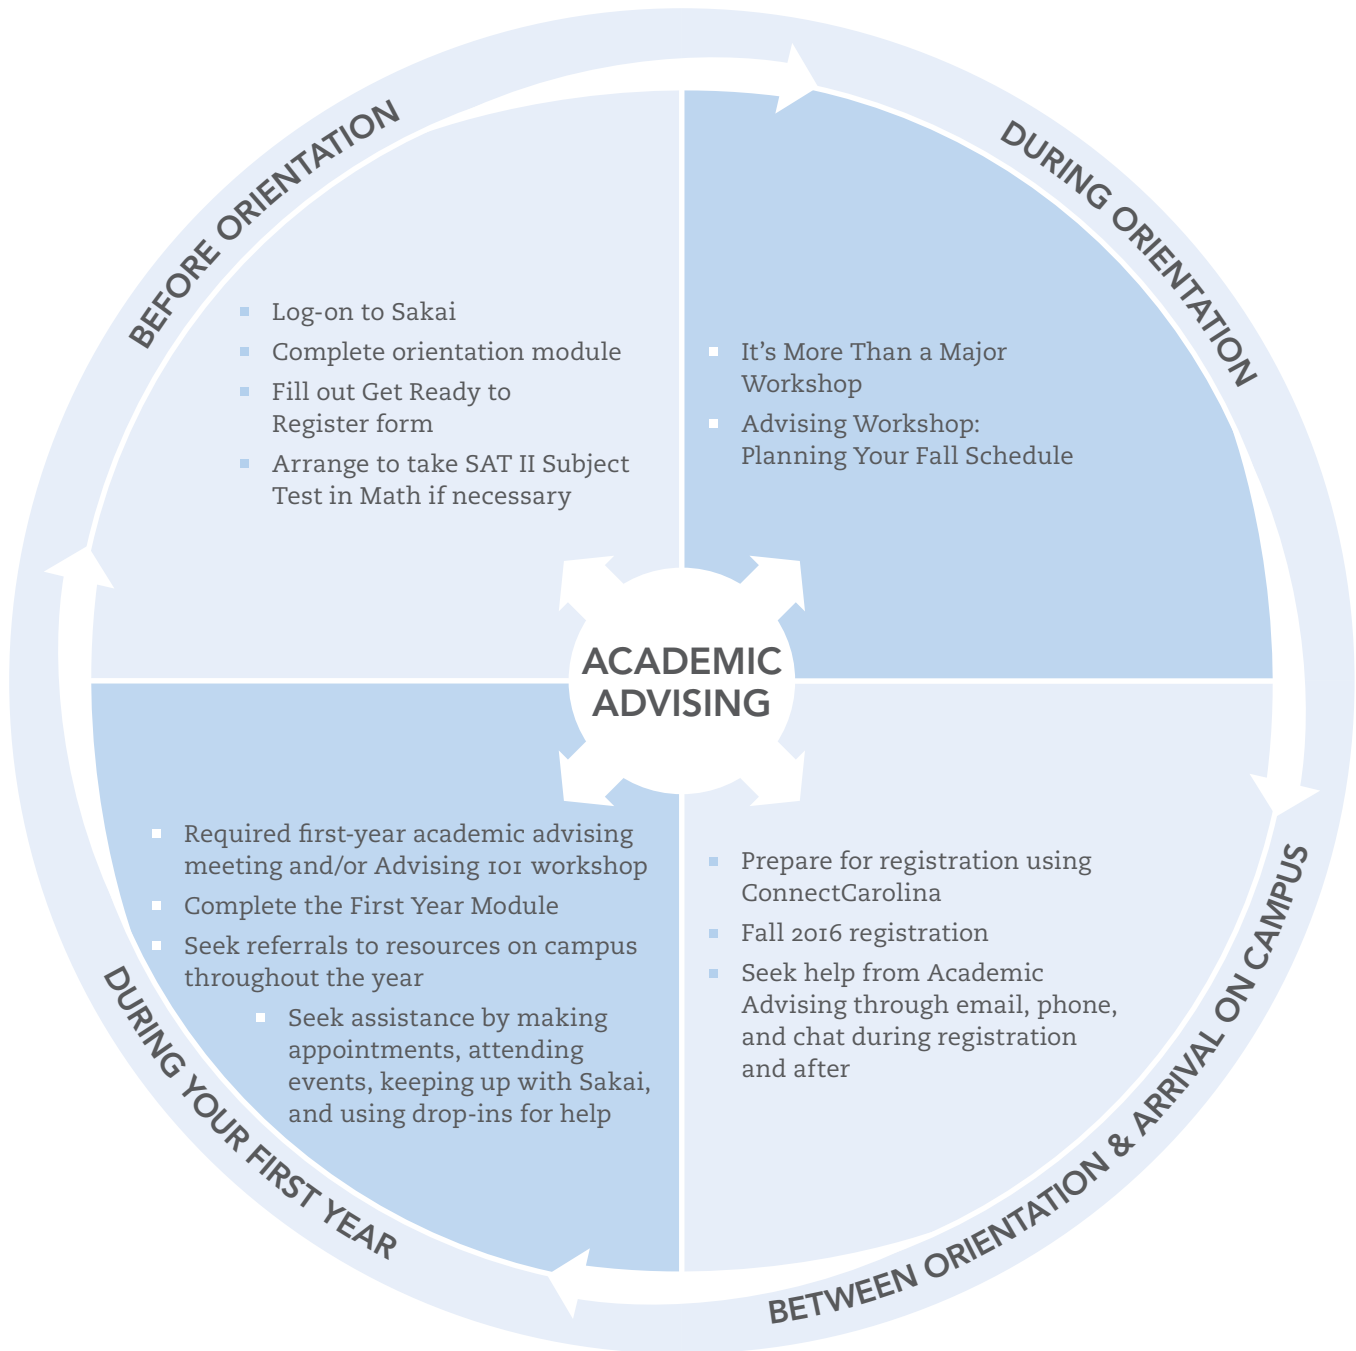 BEFORE ORIENTATION
Log-on to Sakai
Complete orientation module
Fill out Get Ready to
Register form
Arrange to take SAT II Subject
Test in Math if necessary
DURING ORIENTATION
It's More Than a Major
Workshop
Advising Workshop:
Planning Your Fall Schedule
ACADEMIC
ADVISING
BETWEEN ORIENTATION & ARRIVAL ON CAMPUS
Prepare for registration using
ConnectCarolina
Fall 2016 registration
Seek help from Academic
Advising through email, phone,
and chat during registration
and after
DURING YOUR FIRST YEAR
Required first-year academic advising
meeting and/or Advising 101 workshop
Complete the First Year Module
Seek referrals to resources on campus
throughout the year
Seek assistance by making
appointments, attending
events, keeping up with Sakai,
and using drop-ins for help